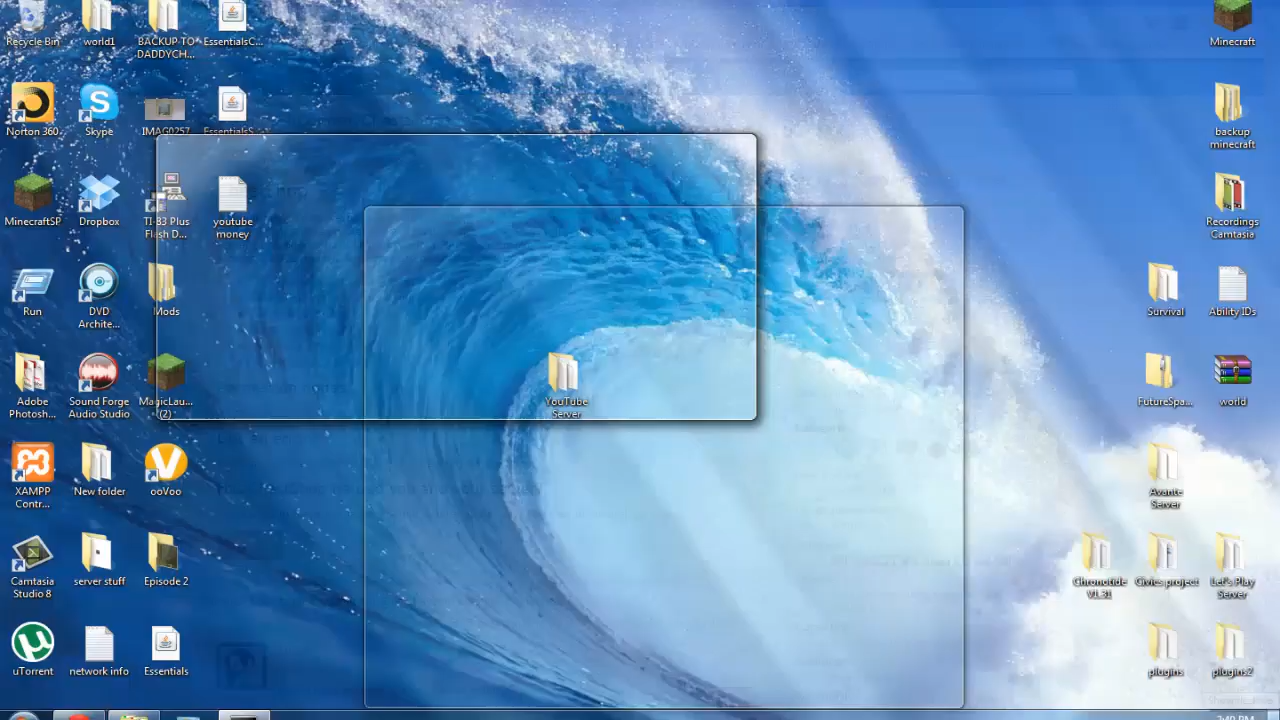 Recycle Bin
world1
BACKUP TO
DADDYCH...
EssentialsC...
Minecraft
Norton 360
Skype
IMAG0257
EssentialsS...
backup
minecraft
MinecraftSP
Dropbox
TI-83 Plus
Flash D...
youtube
money
Recordings
Camtasia
Run
DVD
Archite...
Mods
Survival
Ability IDs
Adobe
Photosh...
Sound Forge
Audio Studio
MagicLau...
(2)
YouTube
Server
FutureSpa...
world
XAMPP
Contr...
New folder
ooVoo
Avante
Server
Camtasia
Studio 8
server stuff
Episode 2
Chronotide
V1.31
Civics project
Let's Play
Server
uTorrent
network info
Essentials
plugins
plugins2